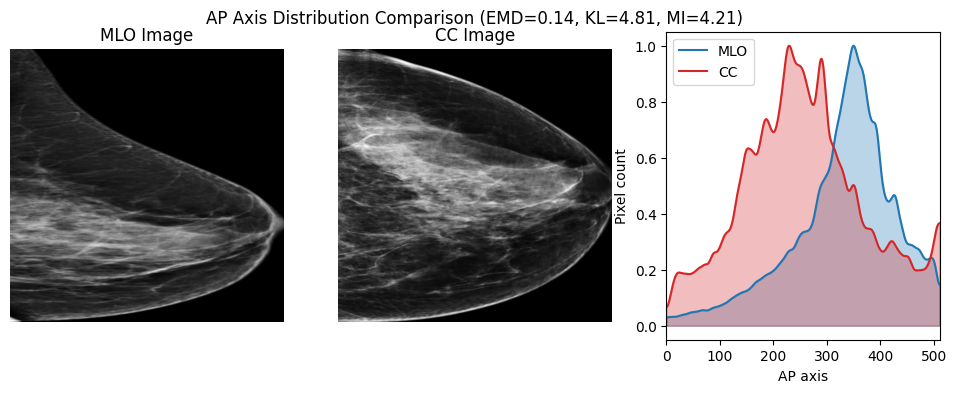 AP Axis Distribution Comparison (EMD=0.14, KL=4.81, MI=4.21)
MLO Image
CC Image
MLO
CC
1.0
0.8
0.6
0.4
0.2
0.0
Pixel count
0
100
200
300
400
500
AP axis